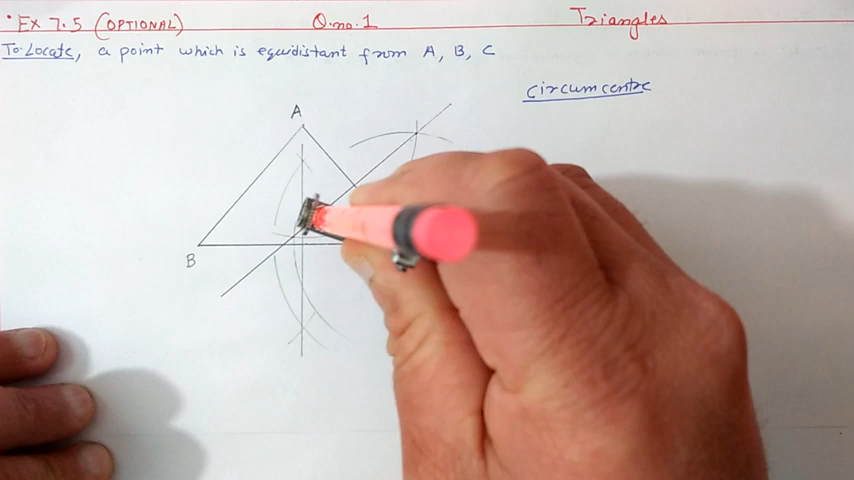 • Ex 7.5 (OPTIONAL) Q.no.1 Triangles
To Locate, a point which is equidistant from A, B, C
circumcentre
A
B